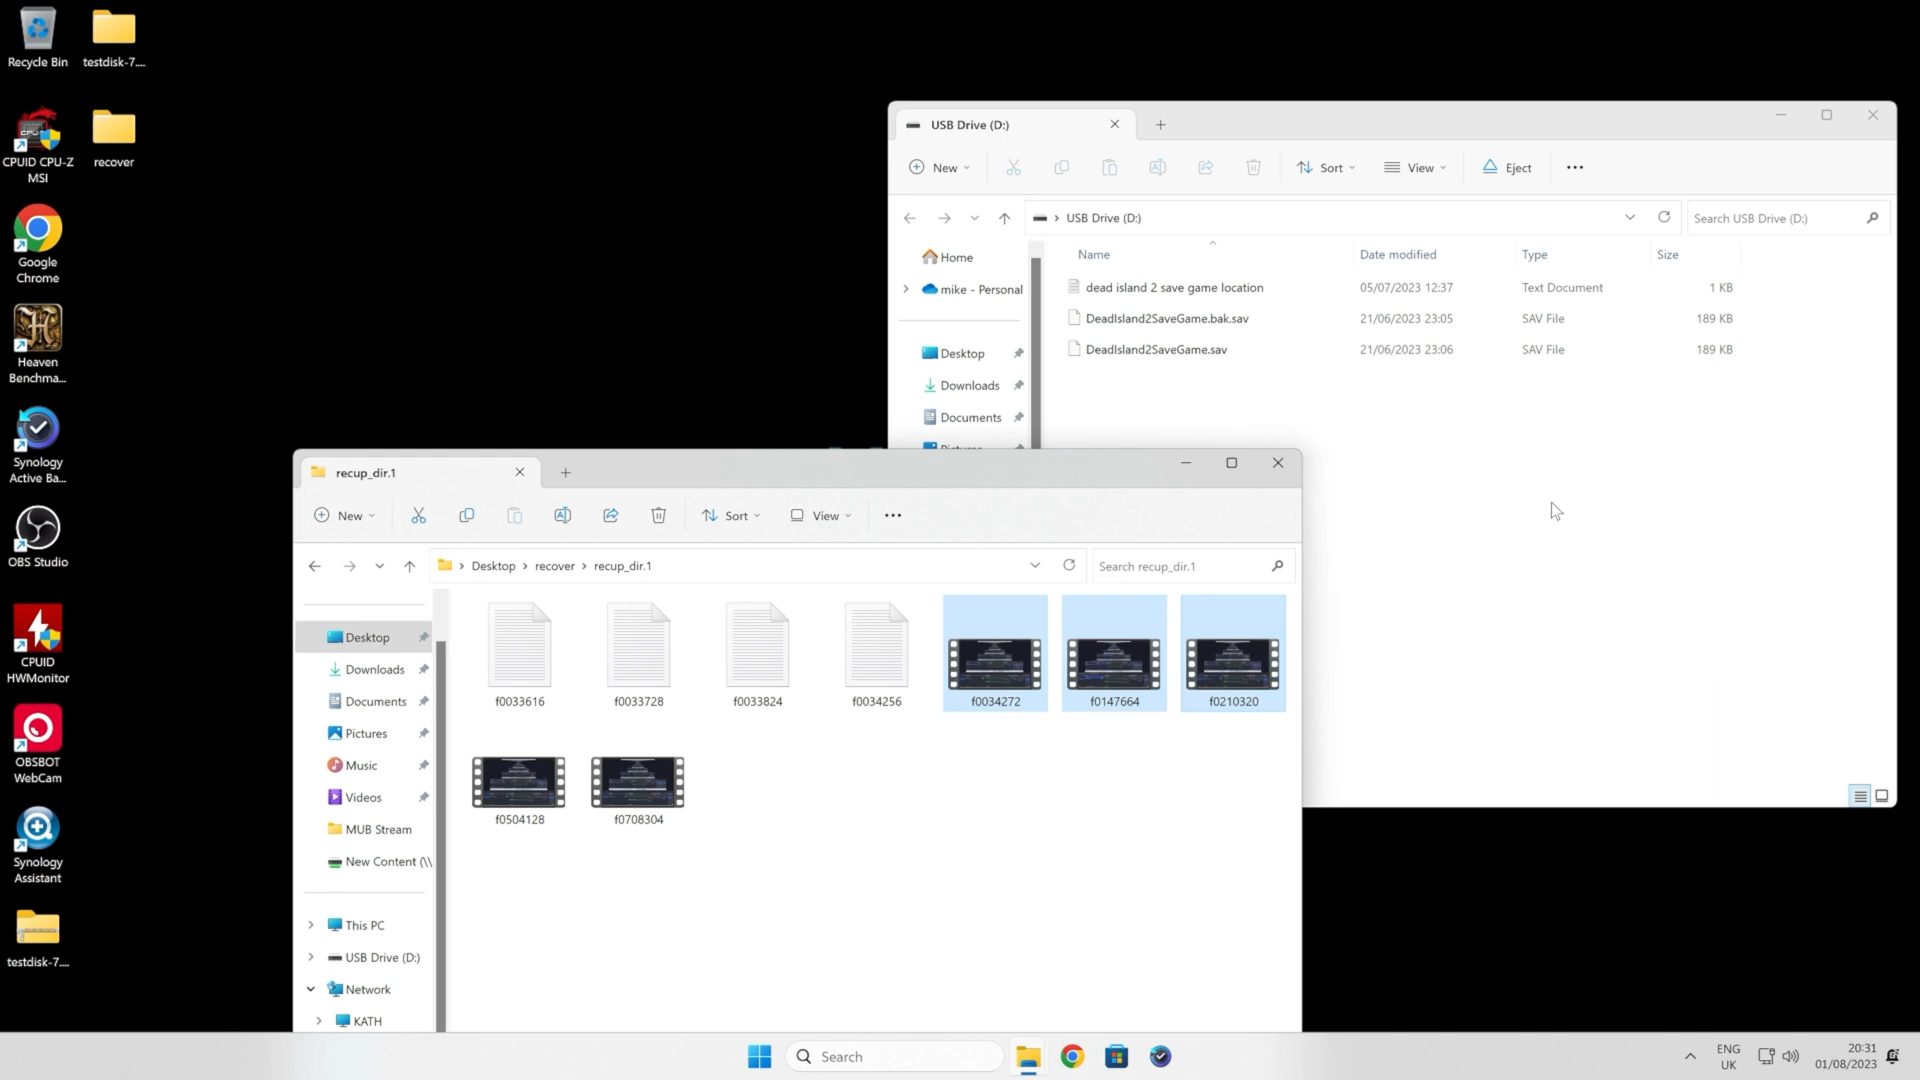 Recycle Bin
testdisk-7....
CPUID CPU-Z
MSI
recover
Google
Chrome
Heaven
Benchma...
Synology
Active Ba...
OBS Studio
CPUID
HWMonitor
OBSBOT
WebCam
Synology
Assistant
testdisk-7....
USB Drive (D:)
New
Sort
View
Eject
USB Drive (D:)
Search USB Drive (D:)
Home
mike - Personal
Desktop
Downloads
Documents
Name
Date modified
Type
Size
dead island 2 save game location
05/07/2023 12:37
Text Document
1 KB
DeadIsland2SaveGame.bak.sav
21/06/2023 23:05
SAV File
189 KB
DeadIsland2SaveGame.sav
21/06/2023 23:06
SAV File
189 KB
recup_dir.1
New
Sort
View
Desktop
recover
recup_dir.1
Search recup_dir.1
Desktop
Downloads
Documents
Pictures
Music
Videos
MUB Stream
New Content (\\
This PC
USB Drive (D:)
Network
KATH
f0033616
f0033728
f0033824
f0034256
f0034272
f0147664
f0210320
f0504128
f0708304
Search
ENG
UK
20:31
01/08/2023